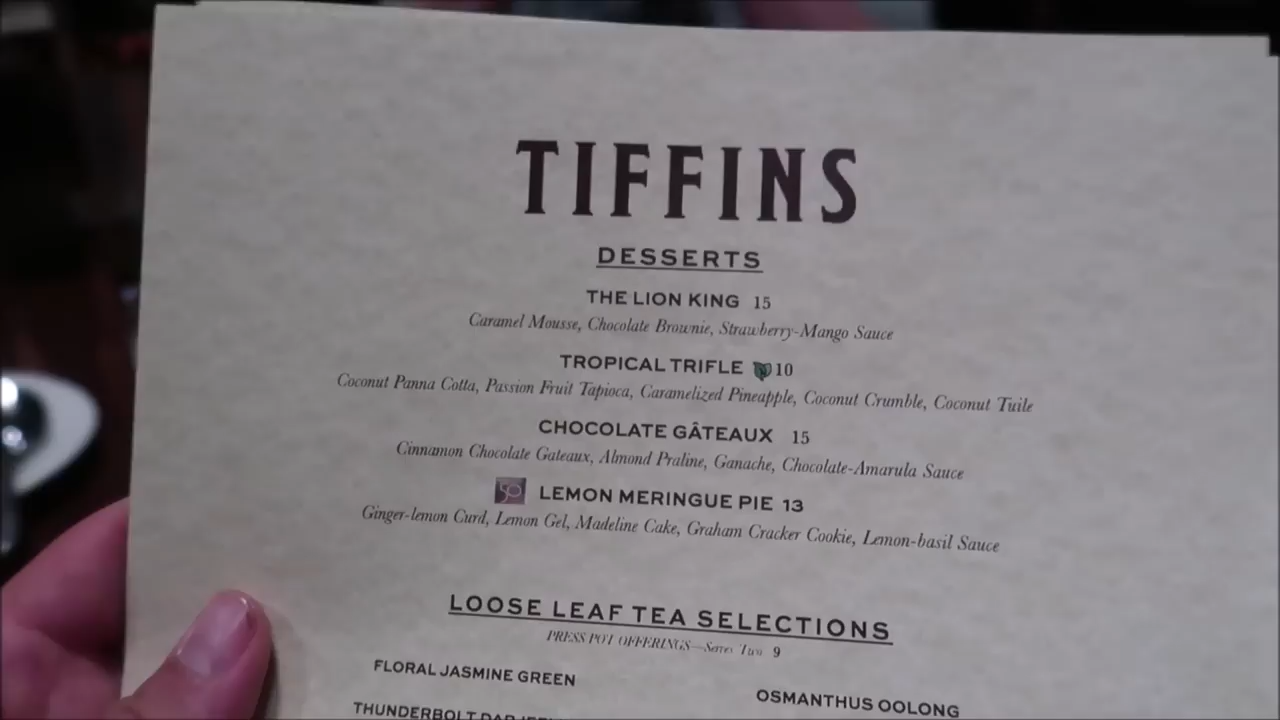 TIFFINS
DESSERTS
THE LION KING 15
Caramel Mousse, Chocolate Brownie, Strawberry-Mango Sauce
TROPICAL TRIFLE 10
Coconut Panna Cotta, Passion Fruit Tapioca, Caramelized Pineapple, Coconut Crumble, Coconut Tuile
CHOCOLATE GÂTEAUX 15
Cinnamon Chocolate Gateaux, Almond Praline, Ganache, Chocolate-Amarula Sauce
50 LEMON MERINGUE PIE 13
Ginger-lemon Curd, Lemon Gel, Madeline Cake, Graham Cracker Cookie, Lemon-basil Sauce
LOOSE LEAF TEA SELECTIONS
PRESS POT OFFERINGS—Serves Two 9
FLORAL JASMINE GREEN
OSMANTHUS OOLONG
THUNDERBOLT